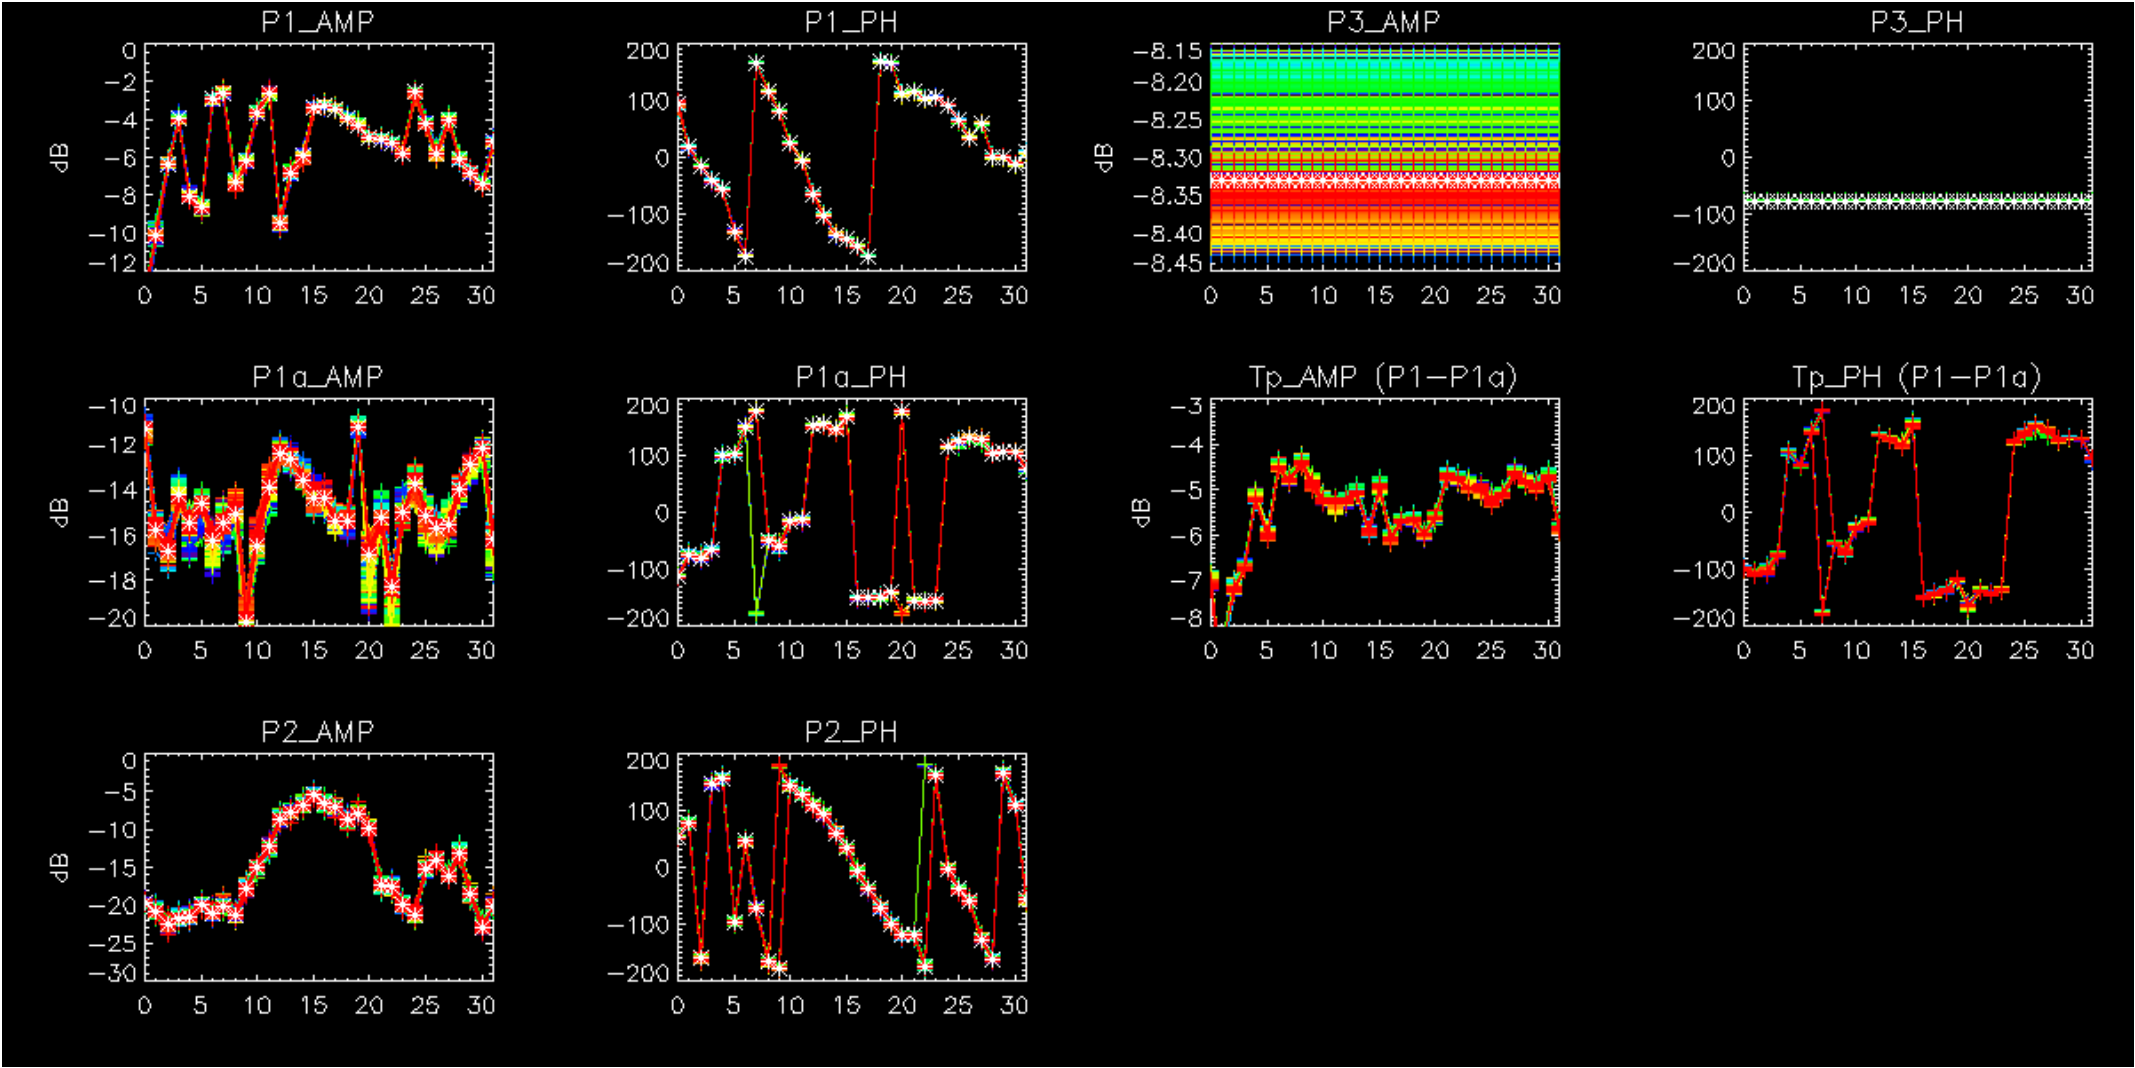 P1_AMP P1_PH P3_AMP P3_PH
0 −2 −4 −6 −8 −10 −12 dB
200 100 0 −100 −200
−8.15 −8.20 −8.25 −8.30 −8.35 −8.40 −8.45 dB
200 100 0 −100 −200
0 5 10 15 20 25 30 0 5 10 15 20 25 30 0 5 10 15 20 25 30 0 5 10 15 20 25 30
P1a_AMP P1a_PH Tp_AMP (P1−P1a) Tp_PH (P1−P1a)
−10 −12 −14 −16 −18 −20 dB
200 100 0 −100 −200
−3 −4 −5 −6 −7 −8 dB
200 100 0 −100 −200
0 5 10 15 20 25 30 0 5 10 15 20 25 30 0 5 10 15 20 25 30 0 5 10 15 20 25 30
P2_AMP P2_PH
0 −5 −10 −15 −20 −25 −30 dB
200 100 0 −100 −200
0 5 10 15 20 25 30 0 5 10 15 20 25 30